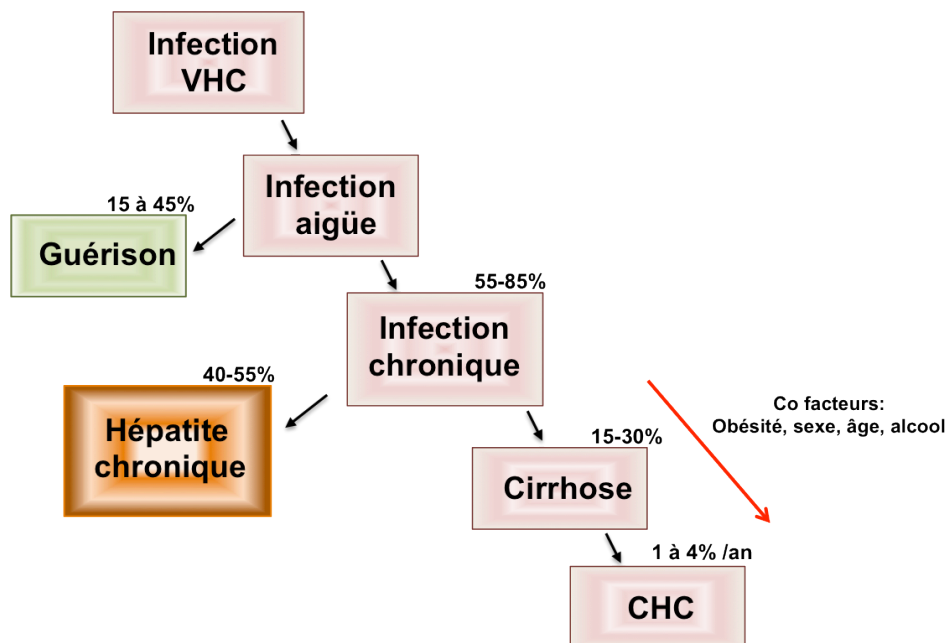 Infection
VHC
Infection
aigüe
15 à 45%
Guérison
55-85%
Infection
chronique
40-55%
Hépatite
chronique
Co facteurs:
Obésité, sexe, âge, alcool
15-30%
Cirrhose
1 à 4% /an
CHC